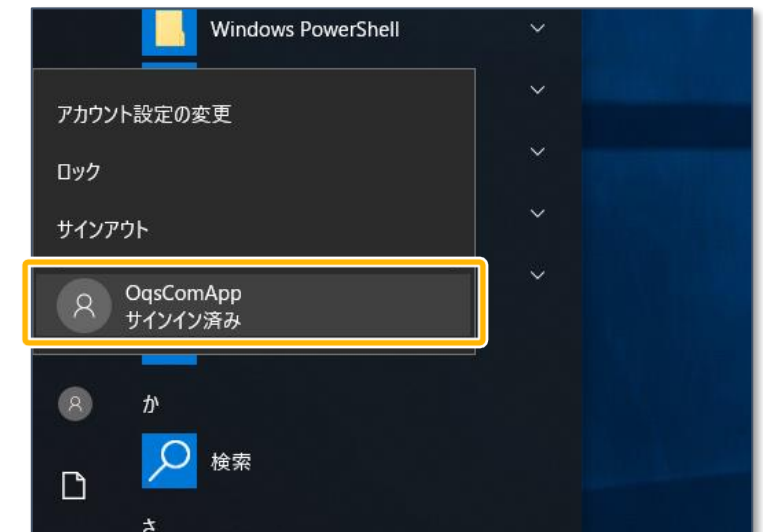 Windows PowerShell
アカウント設定の変更
ロック
サインアウト
OqsComApp
サインイン済み
か
検索
さ